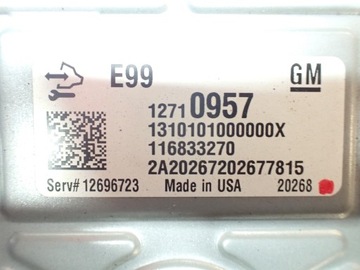 E99
GM
12710957
1310101000000X
116833270
2A20267202677815
Serv# 12696723 Made in USA 20268